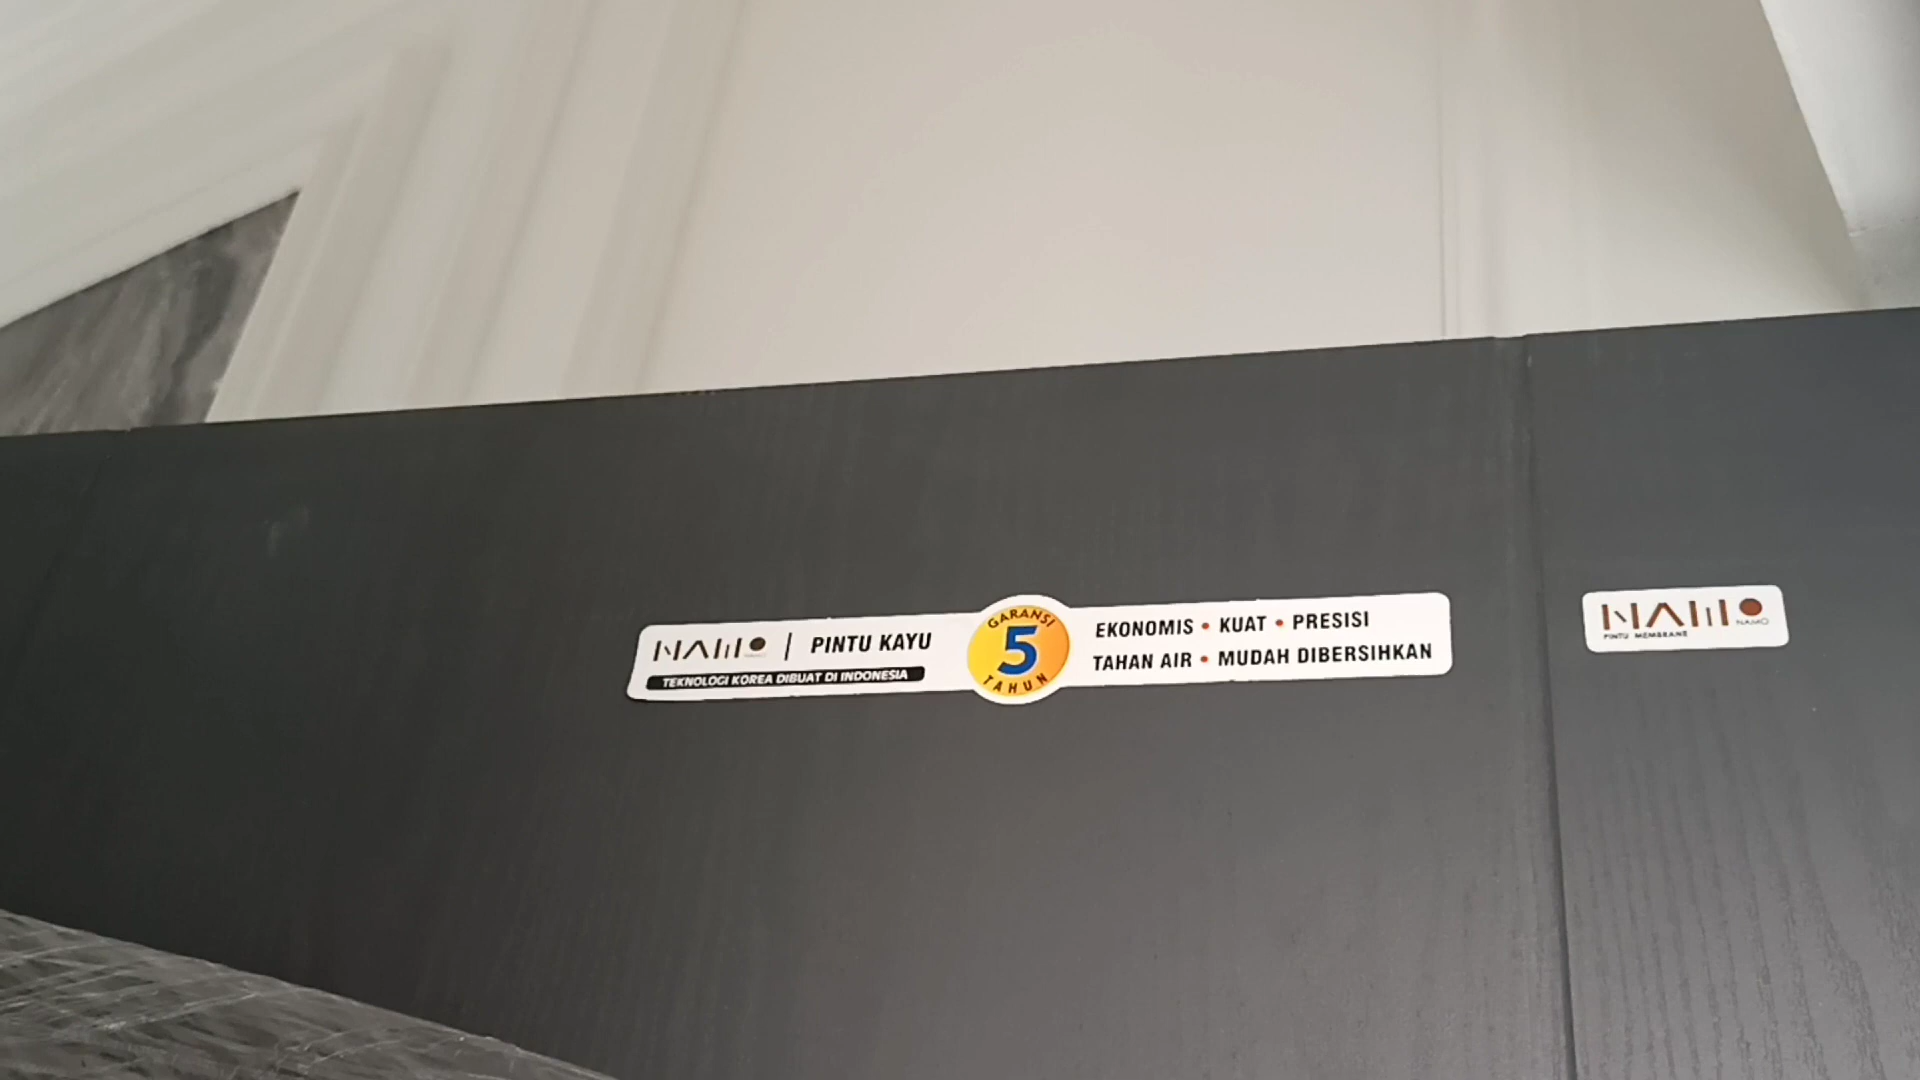 NAMO | PINTU KAYU
TEKNOLOGI KOREA DIBUAT DI INDONESIA
GARANSI
5
TAHUN
EKONOMIS • KUAT • PRESISI
TAHAN AIR • MUDAH DIBERSIHKAN
NAMO
NAMO
PINTU MEMBRANE